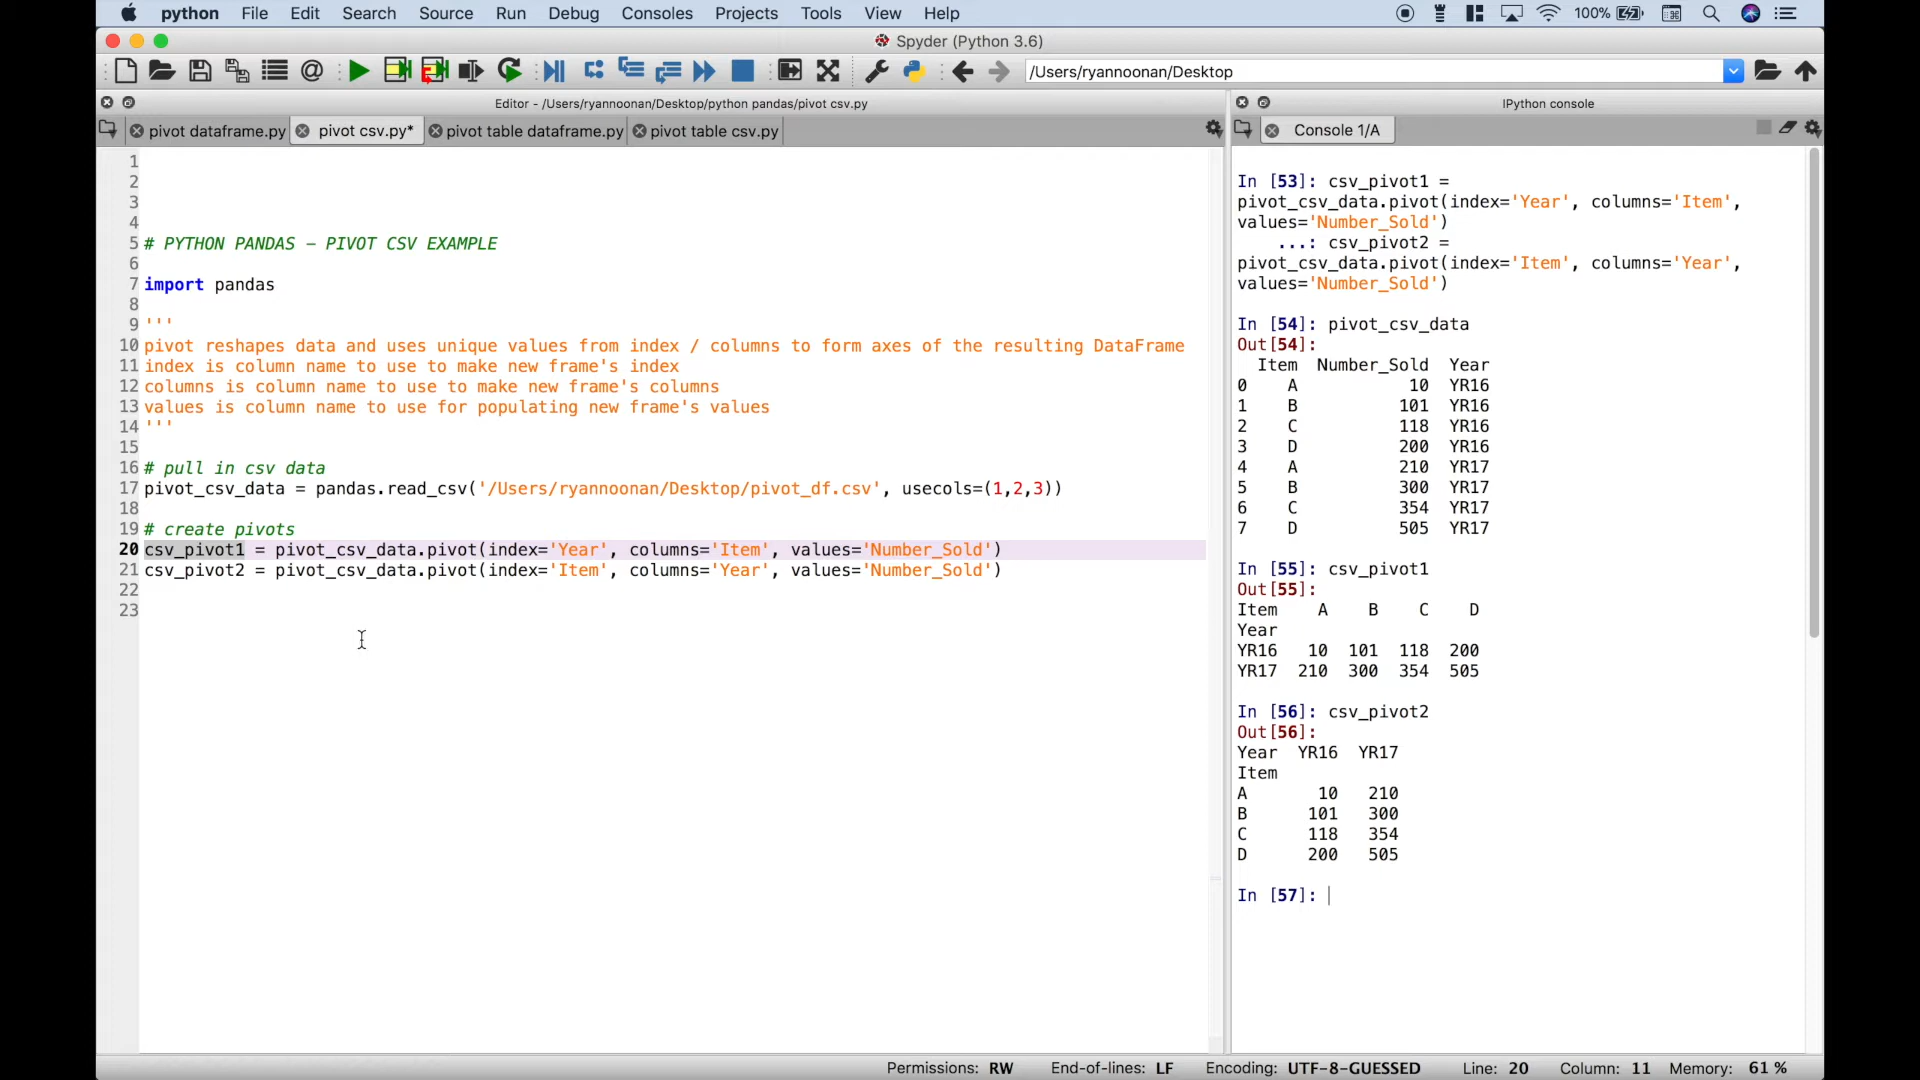 python File Edit Search Source Run Debug Consoles Projects Tools View Help 100%
Spyder (Python 3.6)
/Users/ryannoonan/Desktop
Editor - /Users/ryannoonan/Desktop/python pandas/pivot csv.py
pivot dataframe.py pivot csv.py* pivot table dataframe.py pivot table csv.py
1
2
3
4
5 # PYTHON PANDAS – PIVOT CSV EXAMPLE
6
7 import pandas
8
9 '''
10 pivot reshapes data and uses unique values from index / columns to form axes of the resulting DataFrame
11 index is column name to use to make new frame's index
12 columns is column name to use to make new frame's columns
13 values is column name to use for populating new frame's values
14 '''
15
16 # pull in csv data
17 pivot_csv_data = pandas.read_csv('/Users/ryannoonan/Desktop/pivot_df.csv', usecols=(1,2,3))
18
19 # create pivots
20 csv_pivot1 = pivot_csv_data.pivot(index='Year', columns='Item', values='Number_Sold')
21 csv_pivot2 = pivot_csv_data.pivot(index='Item', columns='Year', values='Number_Sold')
22
23
IPython console
Console 1/A
In [53]: csv_pivot1 =
pivot_csv_data.pivot(index='Year', columns='Item',
values='Number_Sold')
...: csv_pivot2 =
pivot_csv_data.pivot(index='Item', columns='Year',
values='Number_Sold')
In [54]: pivot_csv_data
Out[54]:
Item Number_Sold Year
0 A 10 YR16
1 B 101 YR16
2 C 118 YR16
3 D 200 YR16
4 A 210 YR17
5 B 300 YR17
6 C 354 YR17
7 D 505 YR17
In [55]: csv_pivot1
Out[55]:
Item A B C D
Year
YR16 10 101 118 200
YR17 210 300 354 505
In [56]: csv_pivot2
Out[56]:
Year YR16 YR17
Item
A 10 210
B 101 300
C 118 354
D 200 505
In [57]:
Permissions: RW End-of-lines: LF Encoding: UTF-8-GUESSED Line: 20 Column: 11 Memory: 61 %